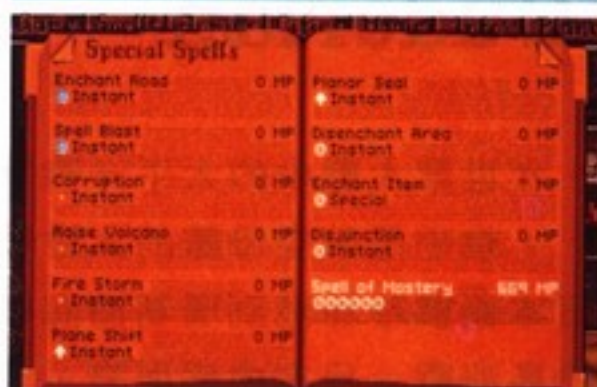 Special Spells
Enchant Road 0 MP
Instant
Spell Blast 0 MP
Instant
Corruption 0 MP
Instant
Raise Volcano 0 MP
Instant
Fire Storm 0 MP
Instant
Plane Shift 0 MP
Instant
Planar Seal 0 MP
Instant
Disenchant Area 0 MP
Instant
Enchant Item ? MP
Special
Disjunction 0 MP
Instant
Spell of Mastery MP